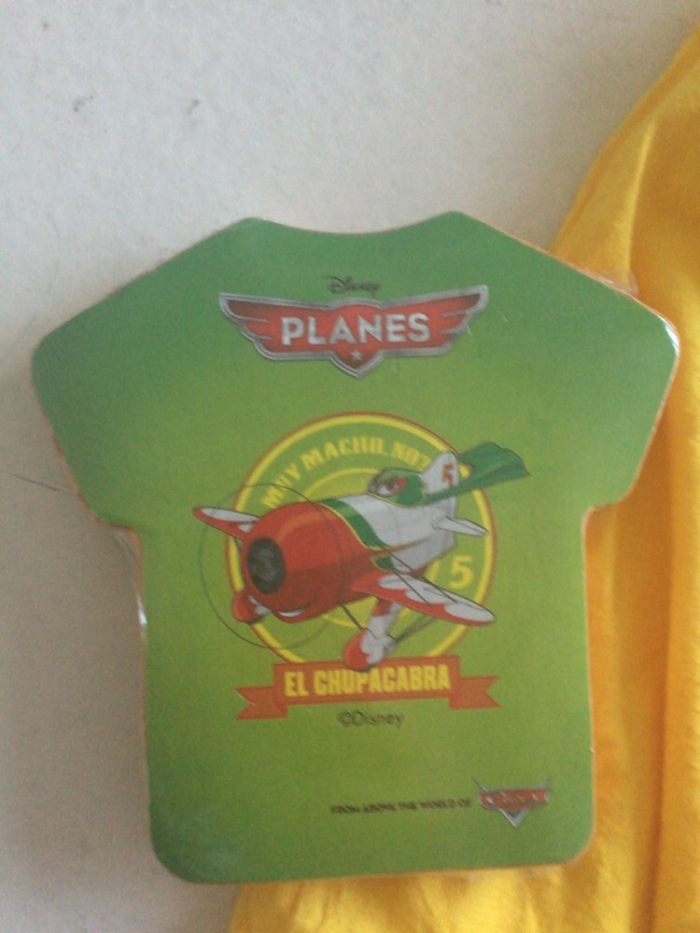 Disney
PLANES
MUY MACHO, NO?
5
5
EL CHUPACABRA
©Disney
FROM ABOVE THE WORLD OF
CARS